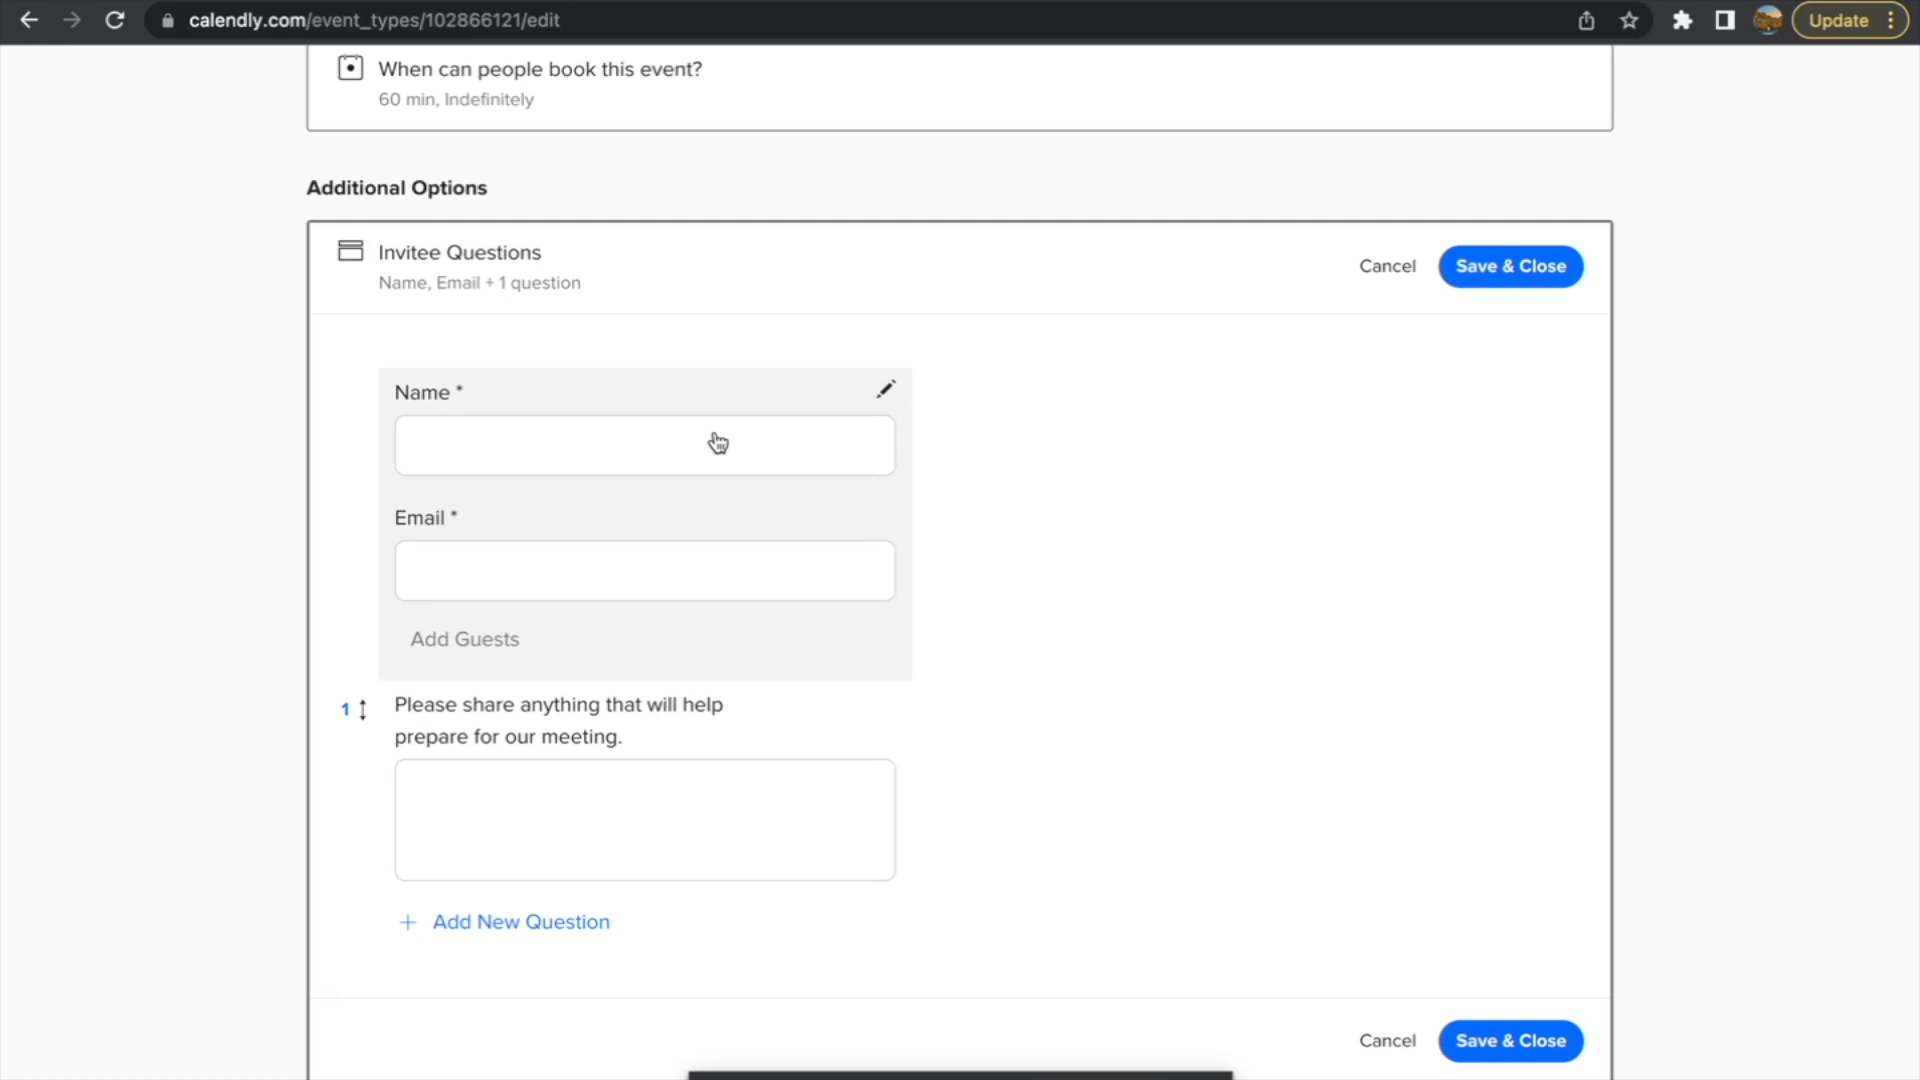 calendly.com/event_types/102866121/edit
Update
When can people book this event?
60 min, Indefinitely
Additional Options
Invitee Questions
Name, Email + 1 question
Cancel
Save & Close
Name *
Email *
Add Guests
1
Please share anything that will help
prepare for our meeting.
+ Add New Question
Cancel
Save & Close